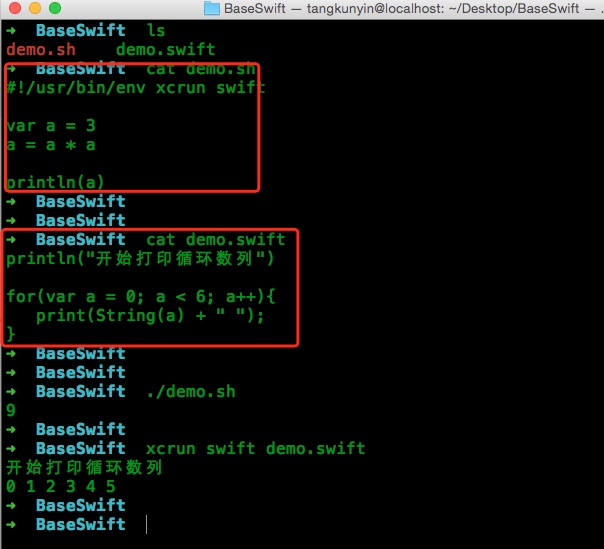 BaseSwift — tangkunyin@localhost: ~/Desktop/BaseSwift — .
➜ BaseSwift ls
demo.sh demo.swift
➜ BaseSwift cat demo.sh
#!/usr/bin/env xcrun swift
var a = 3
a = a * a
println(a)
➜ BaseSwift
➜ BaseSwift
➜ BaseSwift cat demo.swift
println("开始打印循环数列")
for(var a = 0; a < 6; a++){
print(String(a) + " ");
}
➜ BaseSwift
➜ BaseSwift
➜ BaseSwift ./demo.sh
9
➜ BaseSwift
➜ BaseSwift xcrun swift demo.swift
开始打印循环数列
0 1 2 3 4 5
➜ BaseSwift
➜ BaseSwift